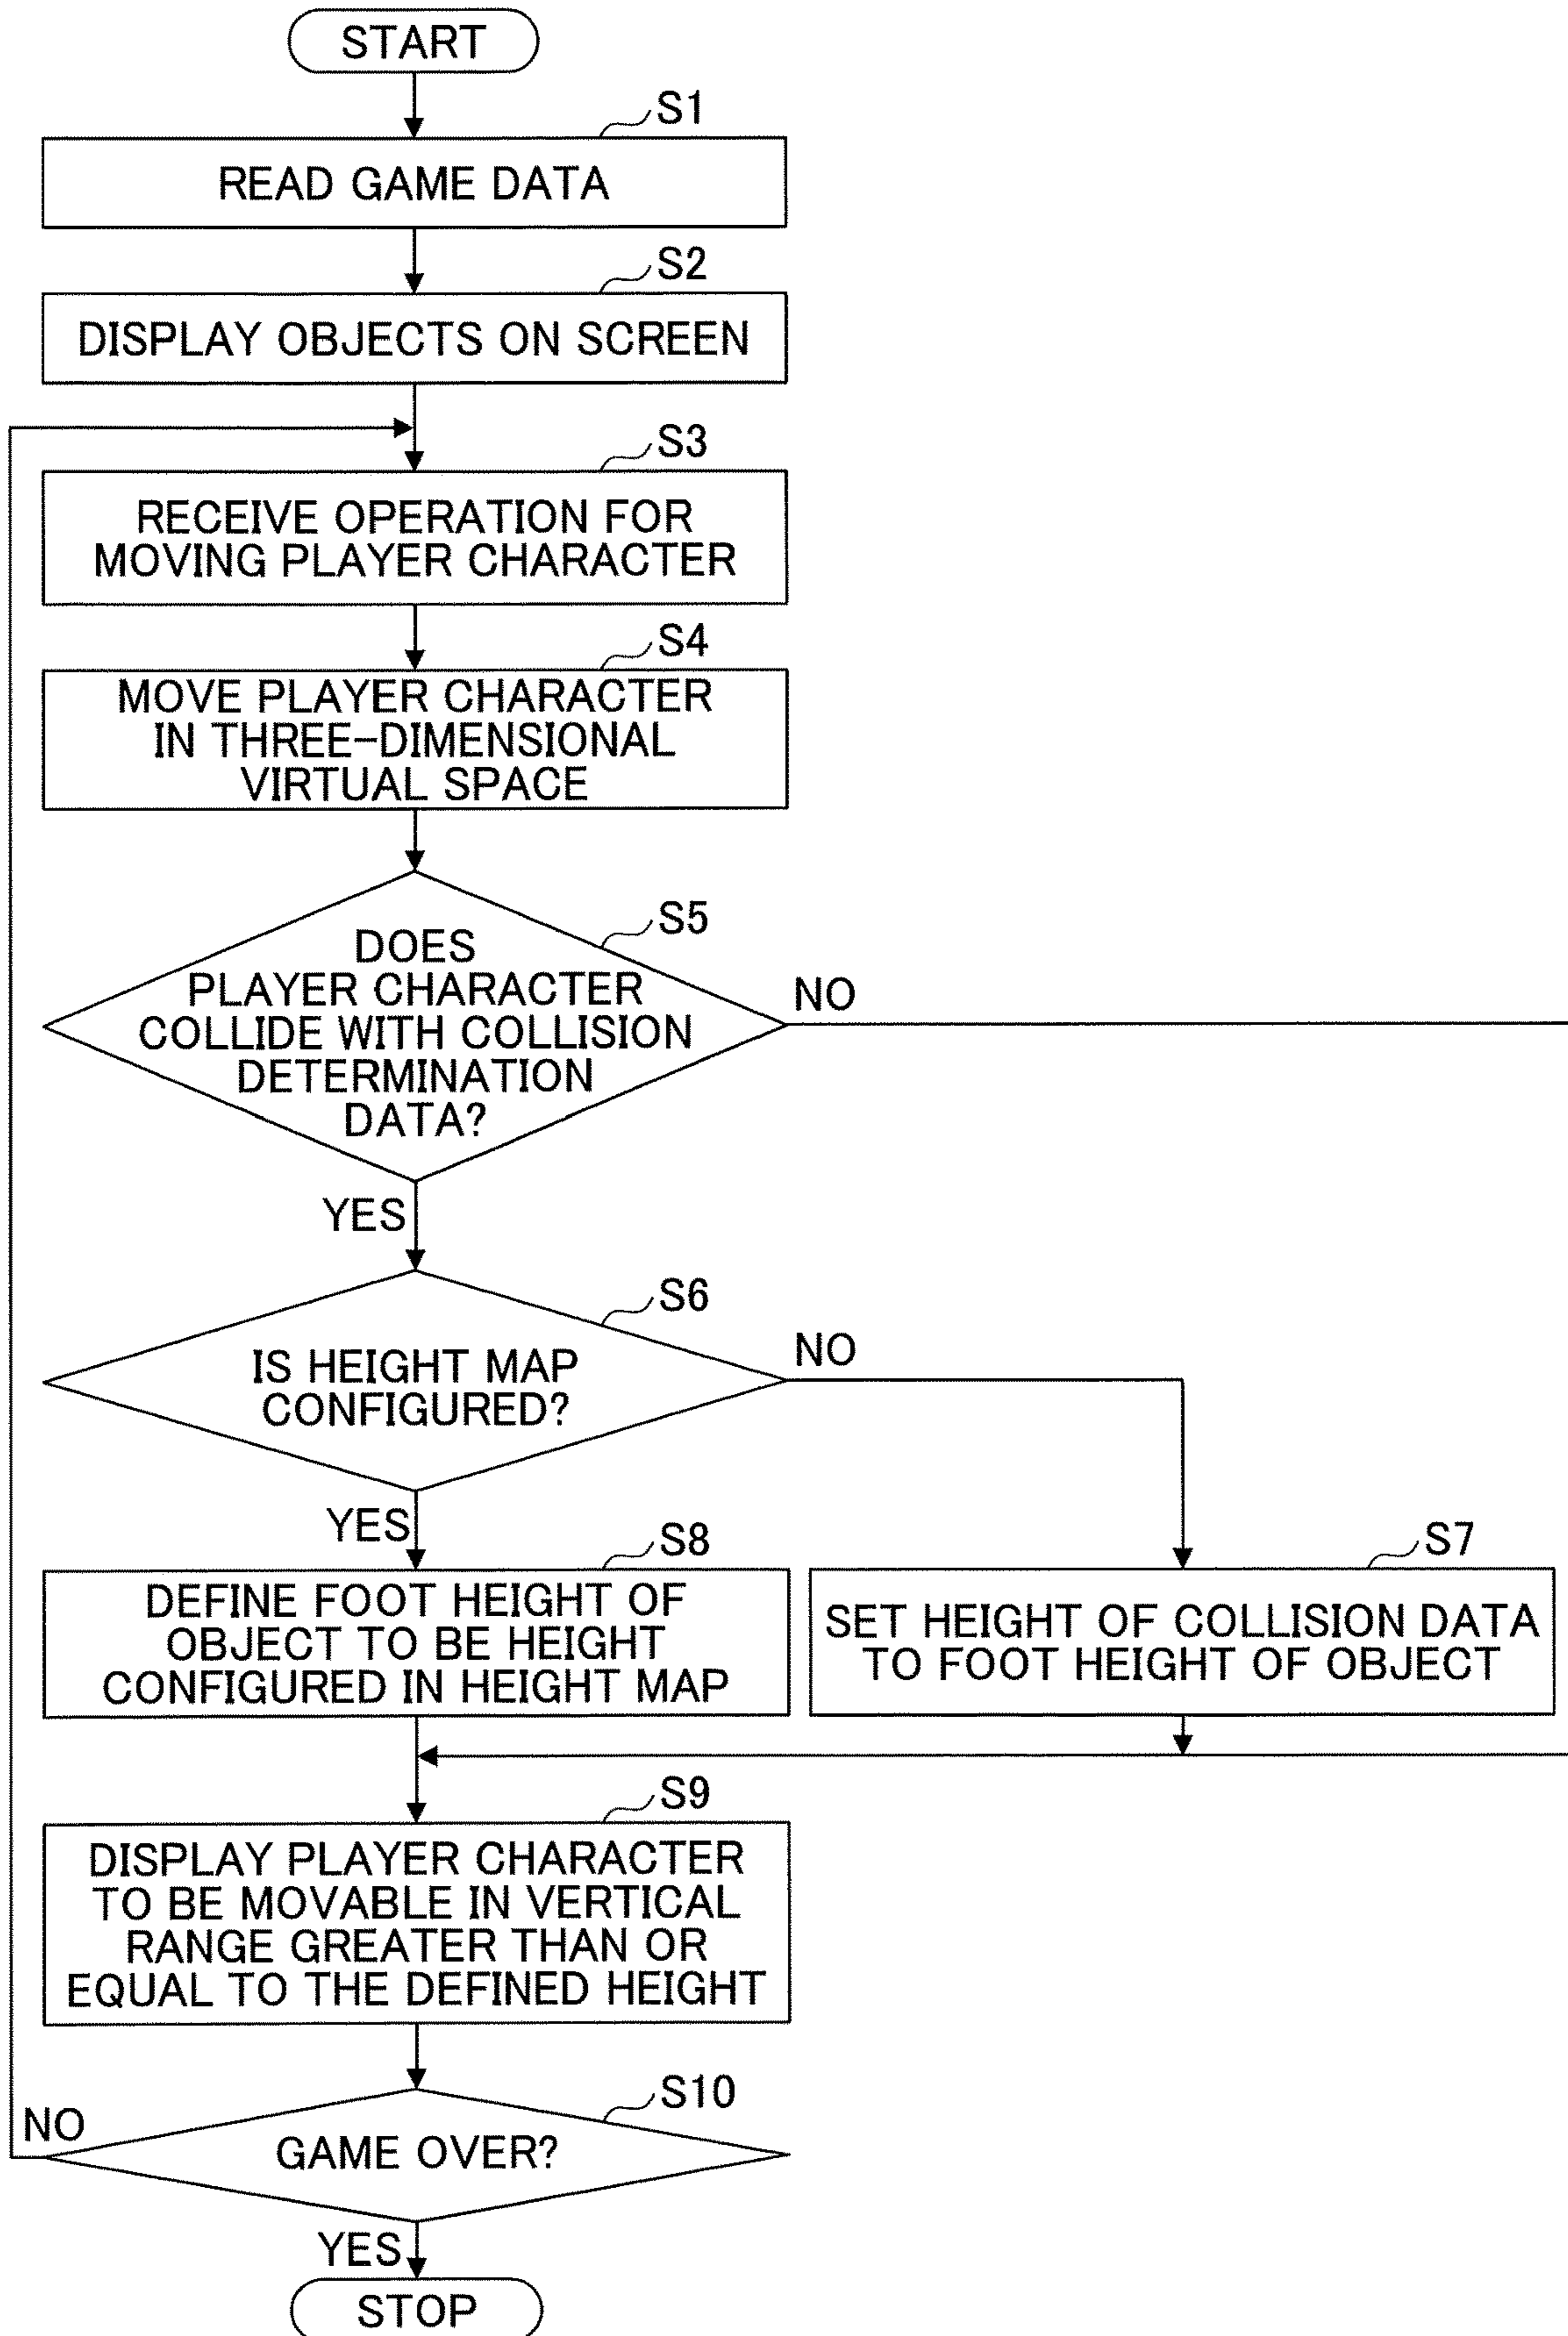 START
S1
READ GAME DATA
S2
DISPLAY OBJECTS ON SCREEN
S3
RECEIVE OPERATION FOR
MOVING PLAYER CHARACTER
S4
MOVE PLAYER CHARACTER
IN THREE-DIMENSIONAL
VIRTUAL SPACE
S5
DOES
PLAYER CHARACTER
COLLIDE WITH COLLISION
DETERMINATION
DATA?
NO
YES
S6
IS HEIGHT MAP
CONFIGURED?
NO
YES
S8
DEFINE FOOT HEIGHT OF
OBJECT TO BE HEIGHT
CONFIGURED IN HEIGHT MAP
S7
SET HEIGHT OF COLLISION DATA
TO FOOT HEIGHT OF OBJECT
S9
DISPLAY PLAYER CHARACTER
TO BE MOVABLE IN VERTICAL
RANGE GREATER THAN OR
EQUAL TO THE DEFINED HEIGHT
S10
GAME OVER?
NO
YES
STOP